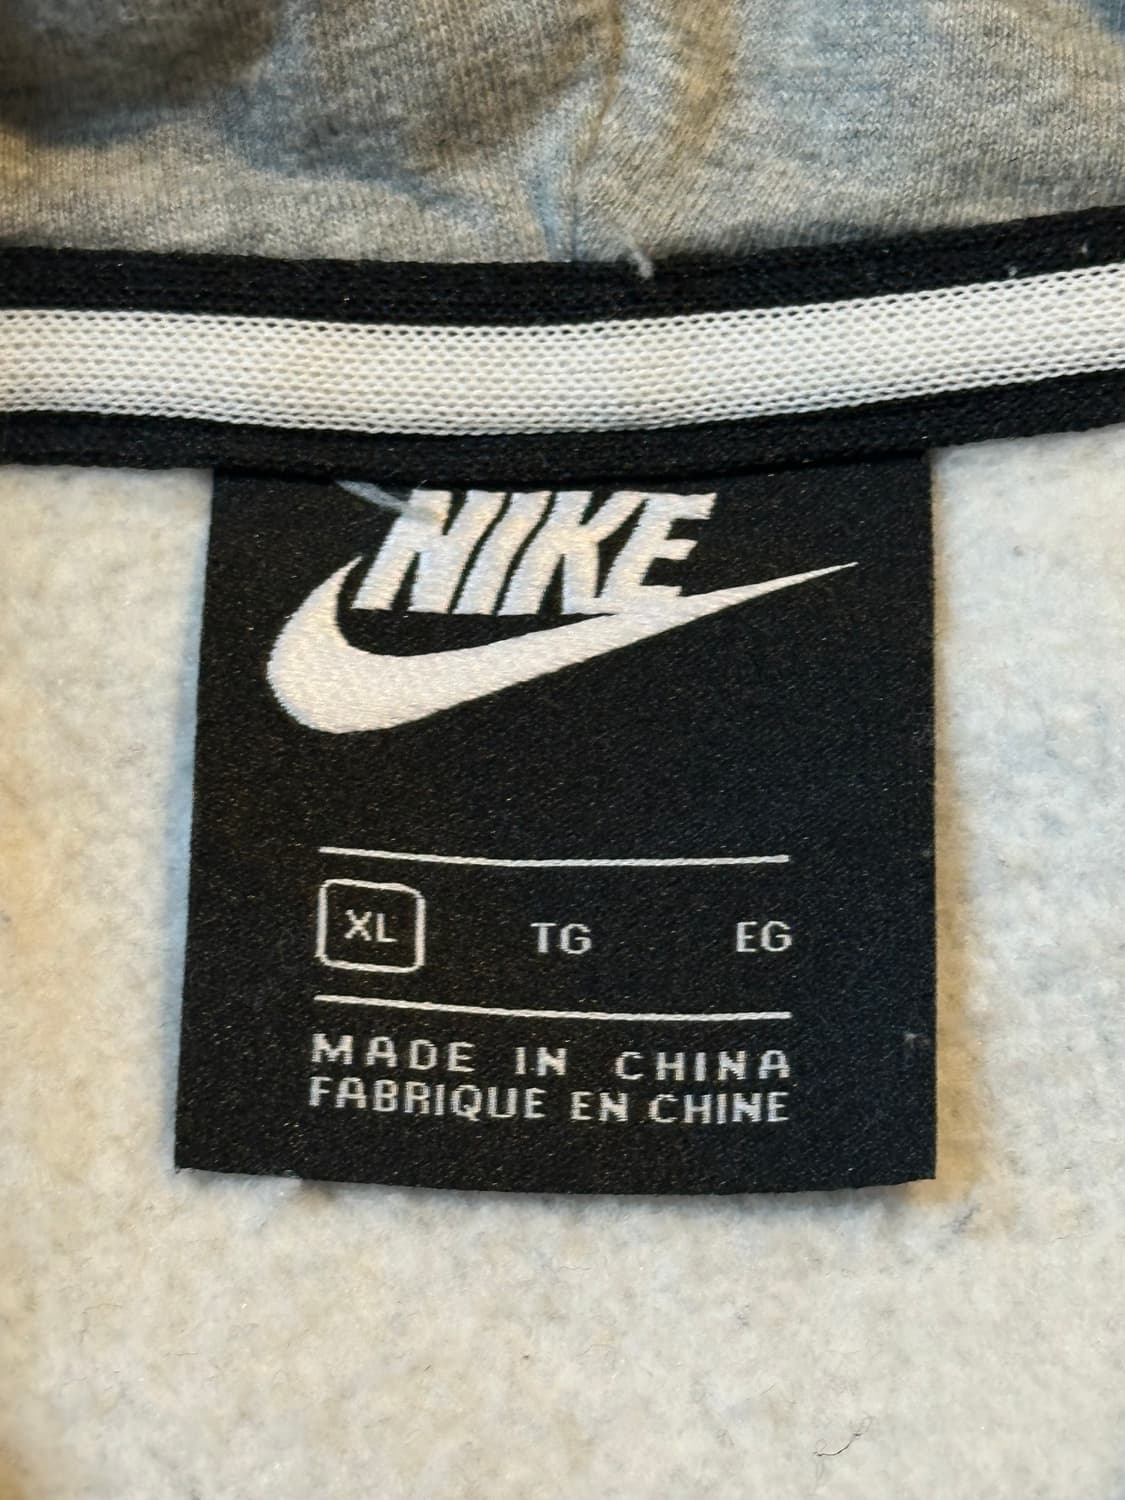 NIKE
XL TG EG
MADE IN CHINA
FABRIQUE EN CHINE